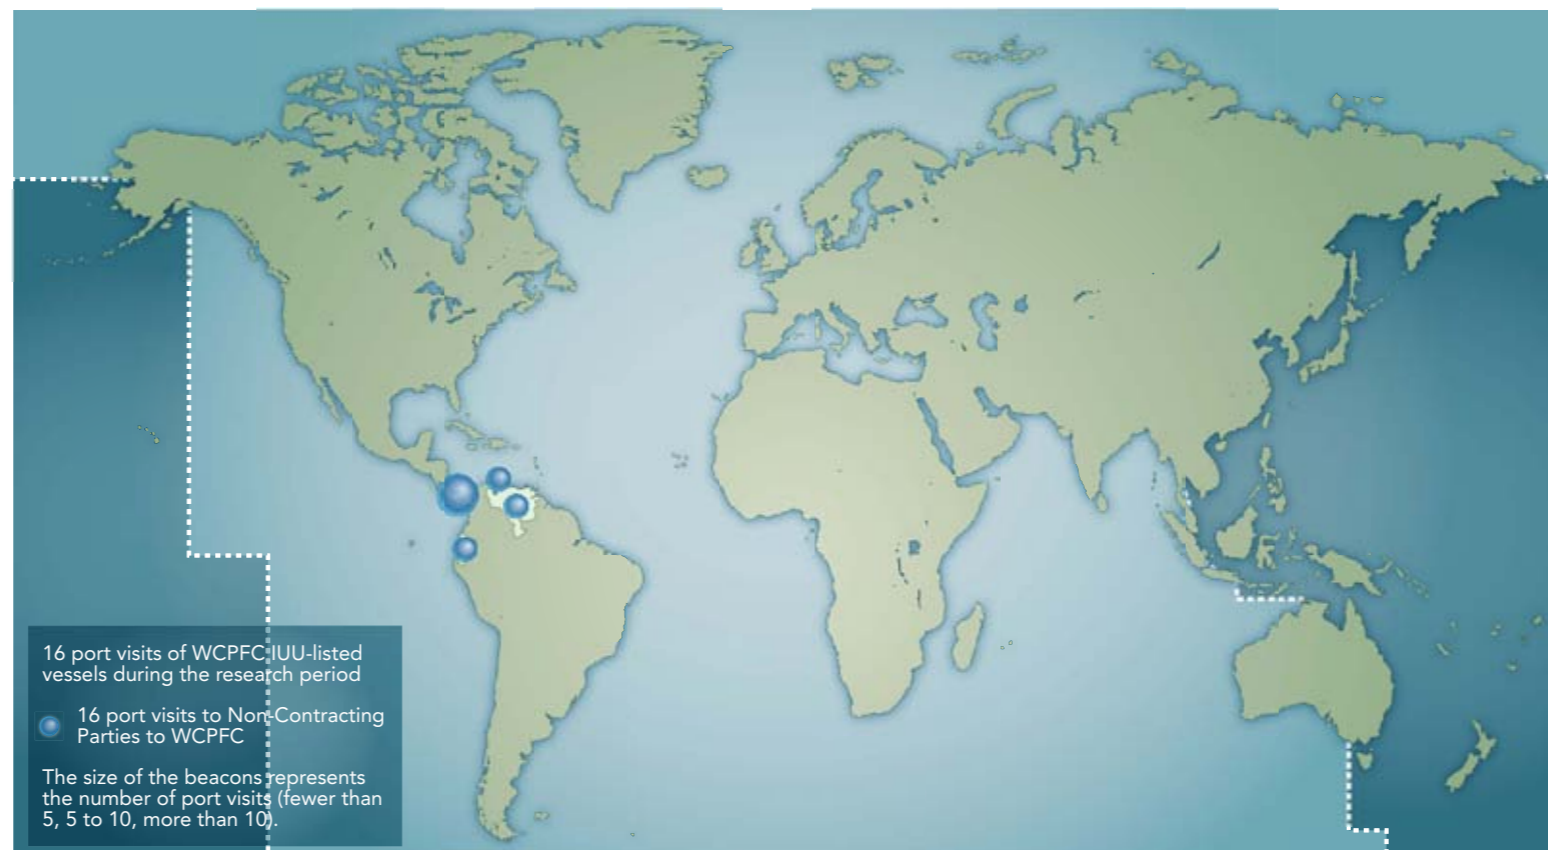 16 port visits of WCPFC IUU-listed
vessels during the research period
16 port visits to Non-Contracting
Parties to WCPFC
The size of the beacons represents
the number of port visits (fewer than
5, 5 to 10, more than 10).